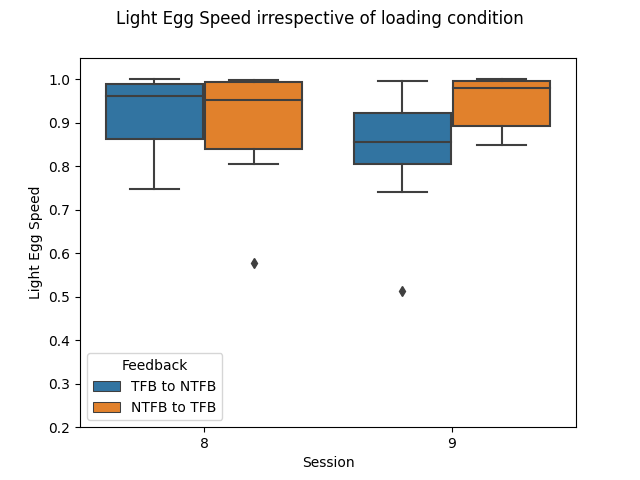 Light Egg Speed irrespective of loading condition
1.0
0.9
0.8
0.7
0.6
0.5
0.4
0.3
0.2
Light Egg Speed
Feedback
TFB to NTFB
NTFB to TFB
8
9
Session